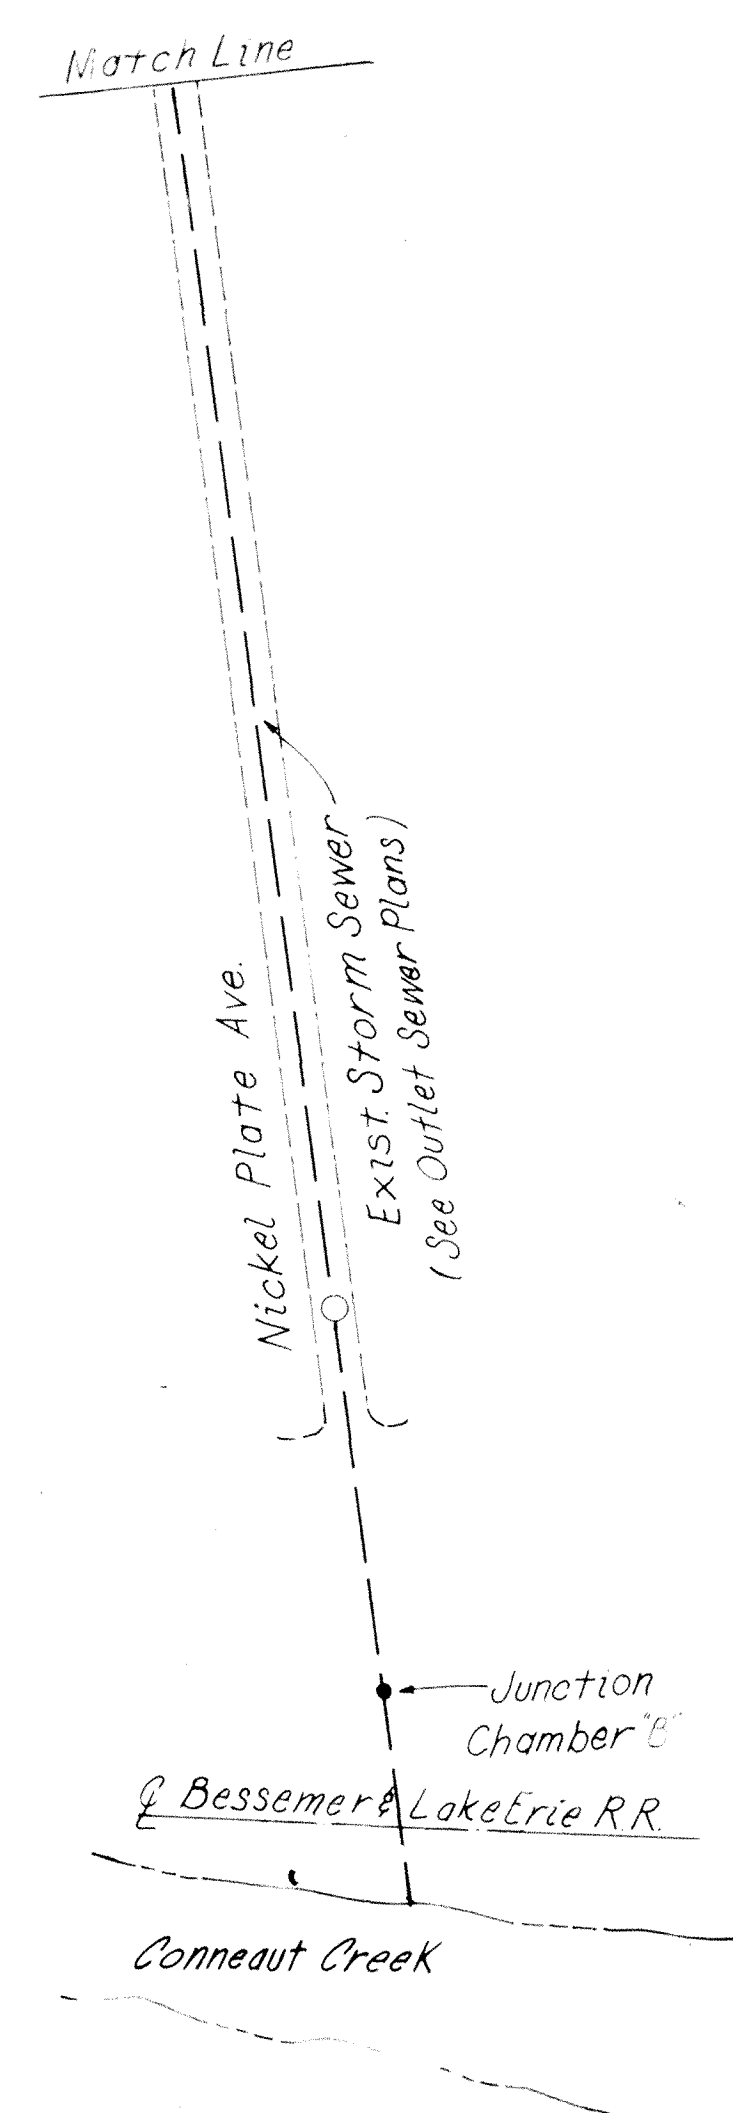 Match Line
Nickel Plate Ave.
Exist. Storm Sewer
(See Outlet Sewer Plans)
Junction
Chamber "B"
℄ Bessemer & Lake Erie R.R.
Conneaut Creek